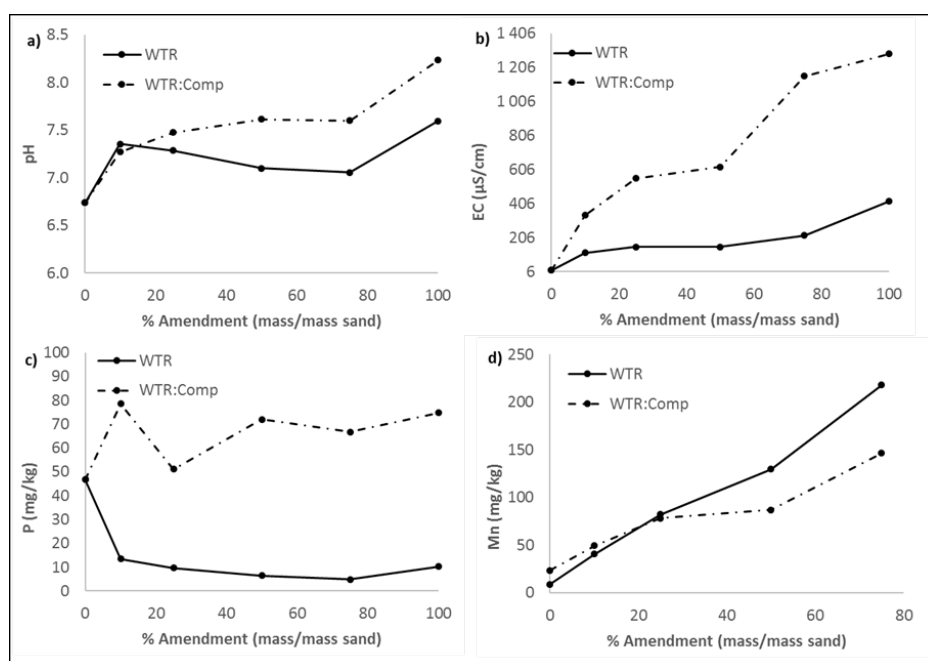 a)
8.5
8.0
7.5
7.0
6.5
6.0
pH
WTR
WTR:Comp
0 20 40 60 80 100
% Amendment (mass/mass sand)
b)
1 406
1 206
1 006
806
606
406
206
6
EC (µS/cm)
WTR
WTR:Comp
0 20 40 60 80 100
% Amendment (mass/mass sand)
c)
100
90
80
70
60
50
40
30
20
10
0
P (mg/kg)
WTR
WTR:Comp
0 20 40 60 80 100
% Amendment (mass/mass sand)
d)
250
200
150
100
50
0
Mn (mg/kg)
WTR
WTR:Comp
0 20 40 60 80
% Amendment (mass/mass sand)